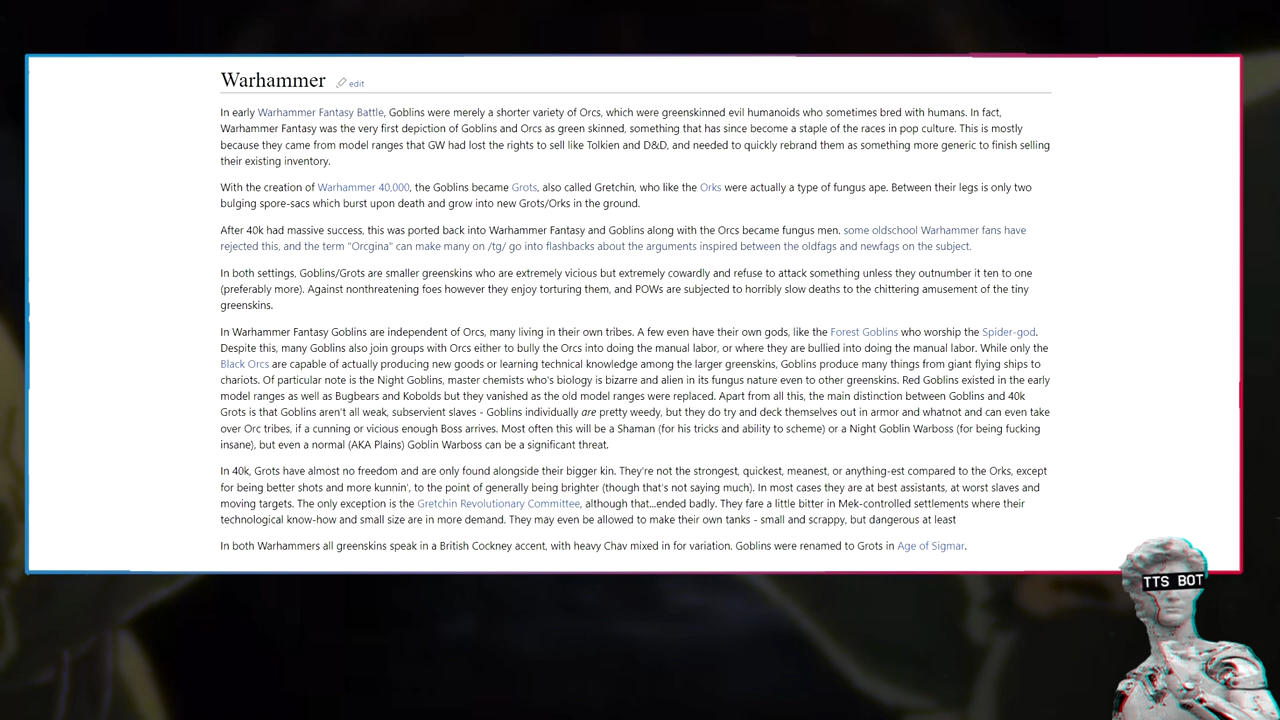 Warhammer edit
In early Warhammer Fantasy Battle, Goblins were merely a shorter variety of Orcs, which were greenskinned evil humanoids who sometimes bred with humans. In fact,
Warhammer Fantasy was the very first depiction of Goblins and Orcs as green skinned, something that has since become a staple of the races in pop culture. This is mostly
because they came from model ranges that GW had lost the rights to sell like Tolkien and D&D, and needed to quickly rebrand them as something more generic to finish selling
their existing inventory.
With the creation of Warhammer 40,000, the Goblins became Grots, also called Gretchin, who like the Orks were actually a type of fungus ape. Between their legs is only two
bulging spore-sacs which burst upon death and grow into new Grots/Orks in the ground.
After 40k had massive success, this was ported back into Warhammer Fantasy and Goblins along with the Orcs became fungus men. some oldschool Warhammer fans have
rejected this, and the term "Orcgina" can make many on /tg/ go into flashbacks about the arguments inspired between the oldfags and newfags on the subject.
In both settings, Goblins/Grots are smaller greenskins who are extremely vicious but extremely cowardly and refuse to attack something unless they outnumber it ten to one
(preferably more). Against nonthreatening foes however they enjoy torturing them, and POWs are subjected to horribly slow deaths to the chittering amusement of the tiny
greenskins.
In Warhammer Fantasy Goblins are independent of Orcs, many living in their own tribes. A few even have their own gods, like the Forest Goblins who worship the Spider-god.
Despite this, many Goblins also join groups with Orcs either to bully the Orcs into doing the manual labor, or where they are bullied into doing the manual labor. While only the
Black Orcs are capable of actually producing new goods or learning technical knowledge among the larger greenskins, Goblins produce many things from giant flying ships to
chariots. Of particular note is the Night Goblins, master chemists who's biology is bizarre and alien in its fungus nature even to other greenskins. Red Goblins existed in the early
model ranges as well as Bugbears and Kobolds but they vanished as the old model ranges were replaced. Apart from all this, the main distinction between Goblins and 40k
Grots is that Goblins aren't all weak, subservient slaves - Goblins individually are pretty weedy, but they do try and deck themselves out in armor and whatnot and can even take
over Orc tribes, if a cunning or vicious enough Boss arrives. Most often this will be a Shaman (for his tricks and ability to scheme) or a Night Goblin Warboss (for being fucking
insane), but even a normal (AKA Plains) Goblin Warboss can be a significant threat.
In 40k, Grots have almost no freedom and are only found alongside their bigger kin. They're not the strongest, quickest, meanest, or anything-est compared to the Orks, except
for being better shots and more kunnin', to the point of generally being brighter (though that's not saying much). In most cases they are at best assistants, at worst slaves and
moving targets. The only exception is the Gretchin Revolutionary Committee, although that...ended badly. They fare a little bitter in Mek-controlled settlements where their
technological know-how and small size are in more demand. They may even be allowed to make their own tanks - small and scrappy, but dangerous at least
In both Warhammers all greenskins speak in a British Cockney accent, with heavy Chav mixed in for variation. Goblins were renamed to Grots in Age of Sigmar.
TTS BOT